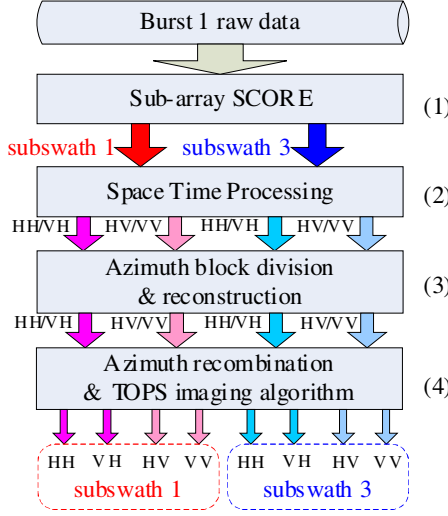 Burst 1 raw data
Sub-array SCORE
(1)
subswath 1
subswath 3
Space Time Processing
(2)
HH/VH HV/VV HH/VH HV/VV
Azimuth block division
& reconstruction
(3)
HH/VH HV/VV HH/VH HV/VV
Azimuth recombination
& TOPS imaging algorithm
(4)
HH VH HV VV HH VH HV VV
subswath 1
subswath 3